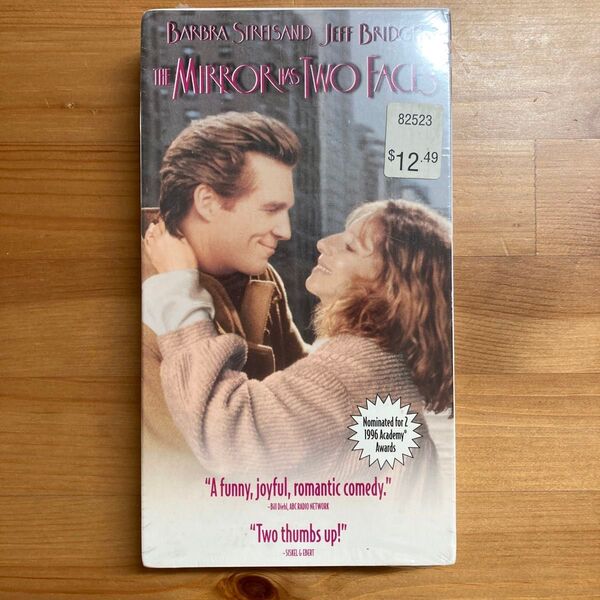 BARBRA STREISAND JEFF BRIDGES
THE MIRROR HAS TWO FACES
82523
$12.49
Nominated for 2
1996 Academy®
Awards
"A funny, joyful, romantic comedy."
-Bill Diehl, ABC RADIO NETWORK
"Two thumbs up!"
-SISKEL & EBERT